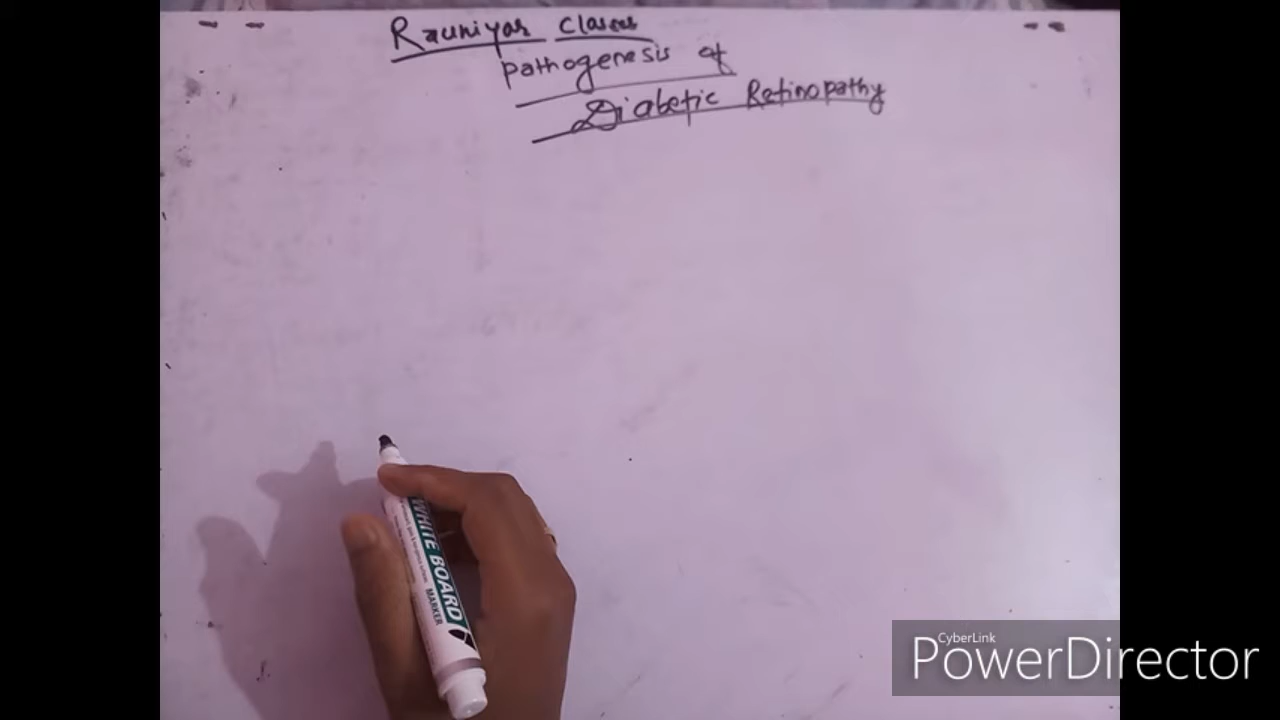 Rauniyar Classes
pathogenesis of
Diabetic Retinopathy
WHITE BOARD
MARKER
CyberLink
PowerDirector